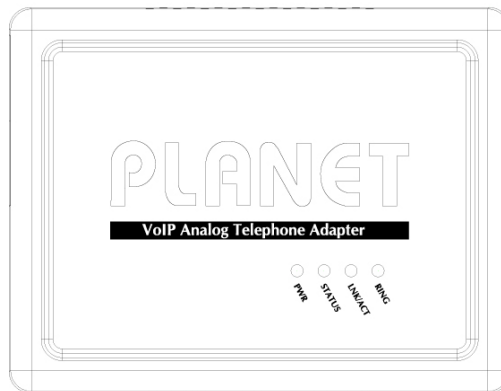 PLANET
VoIP Analog Telephone Adapter
PWR STATUS LNK/ACT RING